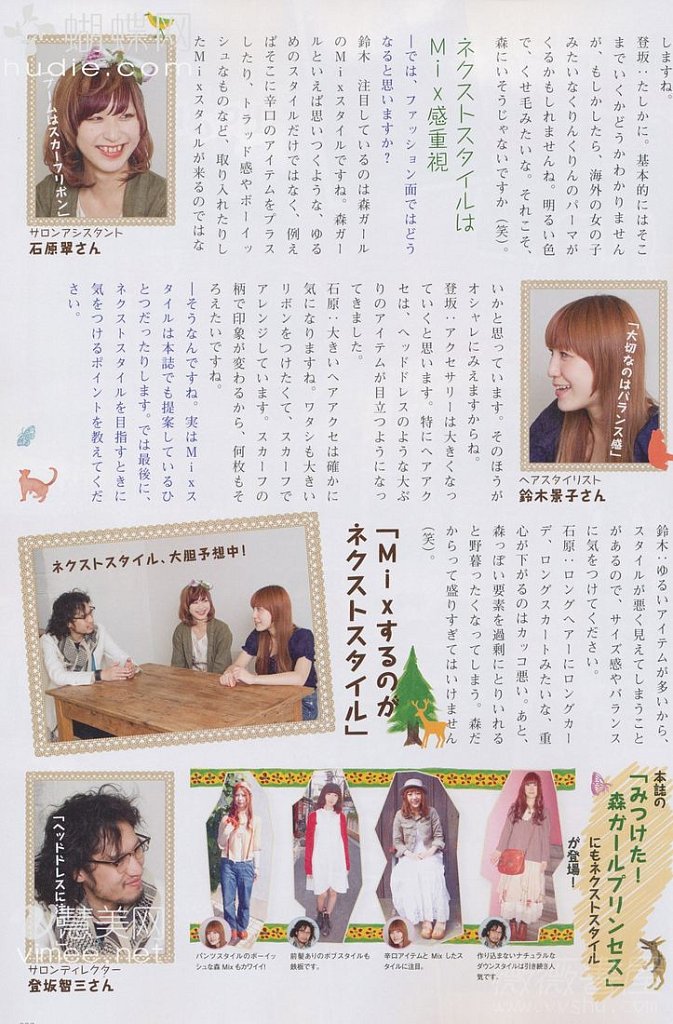 蝴蝶网
hudie.com
しますね。
登坂：たしかに。基本的にはそこ
までいくかどうかわかりません
が、もしかしたら、海外の女の子
みたいなくりんくりんのパーマが
くるかもしれませんね。明るい色
で、くせ毛みたいな。それこそ、
森にいそうじゃないですか（笑）。
ネクストスタイルは
Ｍｉｘ感重視
―では、ファッション面ではどう
なると思いますか？
鈴木　注目しているのは森ガール
のＭｉｘスタイルですね。森ガー
ルといえば思いつくような、ゆる
めのスタイルだけではなく、例え
ばそこに辛口のアイテムをプラス
したり、トラッド感やボーイッ
シュなものなど、取り入れたりし
たＭｉｘスタイルが来るのではな
ームはスカーフリボン」
サロンアシスタント
石原翠さん
いかと思っています。そのほうが
オシャレにみえますからね。
登坂：アクセサリーは大きくなっ
ていくと思います。特にヘアアク
セは、ヘッドドレスのような大ぶ
りのアイテムが目立つようになっ
てきました。
石原：大きいヘアアクセは確かに
気になりますね。ワタシも大きい
リボンをつけたくて、スカーフで
アレンジしています。スカーフの
柄で印象が変わるから、何枚もそ
ろえたいですね。
―そうなんですね。実はＭｉｘス
タイルは本誌でも提案しているひ
とつだったりします。では最後に、
ネクストスタイルを目指すときに
気をつけるポイントを教えてくだ
さい。
「大切なのはバランス感」
ヘアスタイリスト
鈴木景子さん
鈴木：ゆるいアイテムが多いから、
スタイルが悪く見えてしまうこと
があるので、サイズ感やバランス
に気をつけてください。
石原：ロングヘアーにロングカー
デ、ロングスカートみたいな、重
心が下がるのはカッコ悪い。あと、
森っぽい要素を過剰にとりいれる
と野暮ったくなってしまう。森だ
からって盛りすぎてはいけません
（笑）。
「Ｍｉｘするのが
ネクストスタイル」
ネクストスタイル、大胆予想中！
「ヘッドドレスに注
サロンディレクター
登坂智三さん
本誌の
「みつけた！
森ガールプリンセス」
にもネクストスタイル
が登場！
パンツスタイルのボーイッ
シュな森 Mixもカワイイ!
前髪ありのボブスタイルも
鉄板です。
辛口アイテムと Mix したス
タイルに注目。
作り込まないナチュラルな
ダウンスタイルは引き続き人
気です。
慧美网
vimei.net